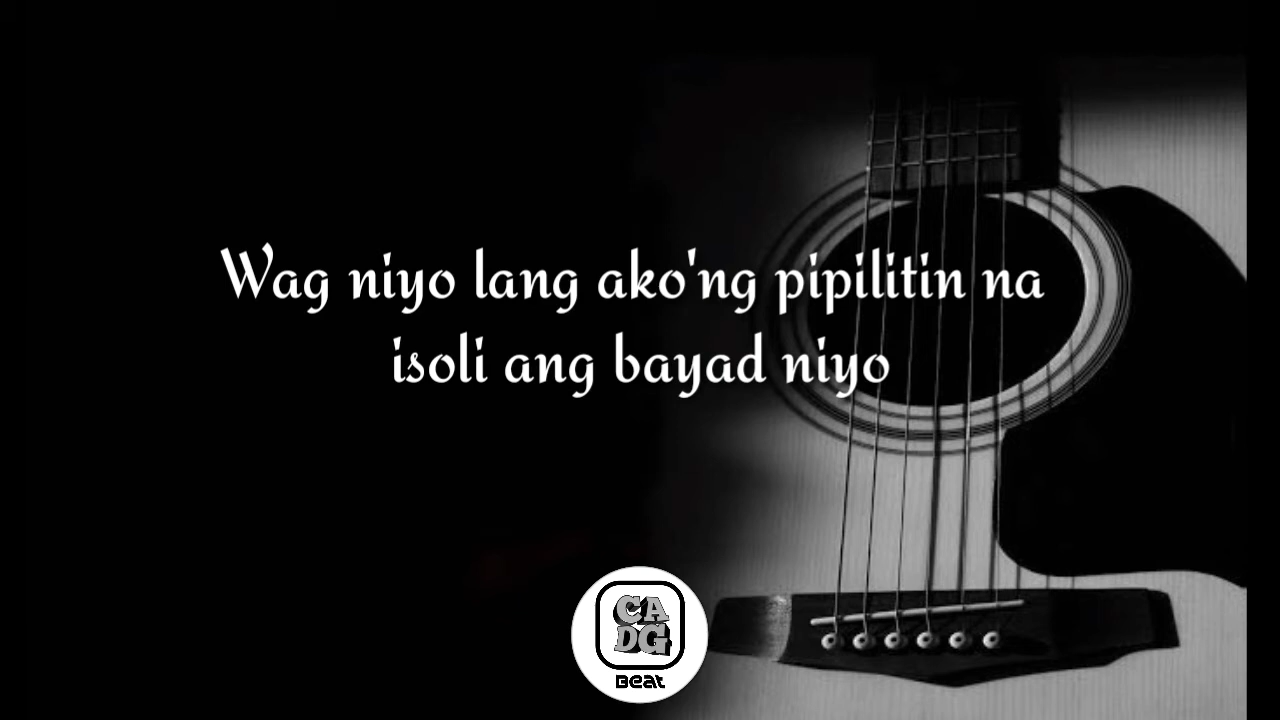 Wag niyo lang ako'ng pipilitin na
isoli ang bayad niyo
CA
DG
Beat